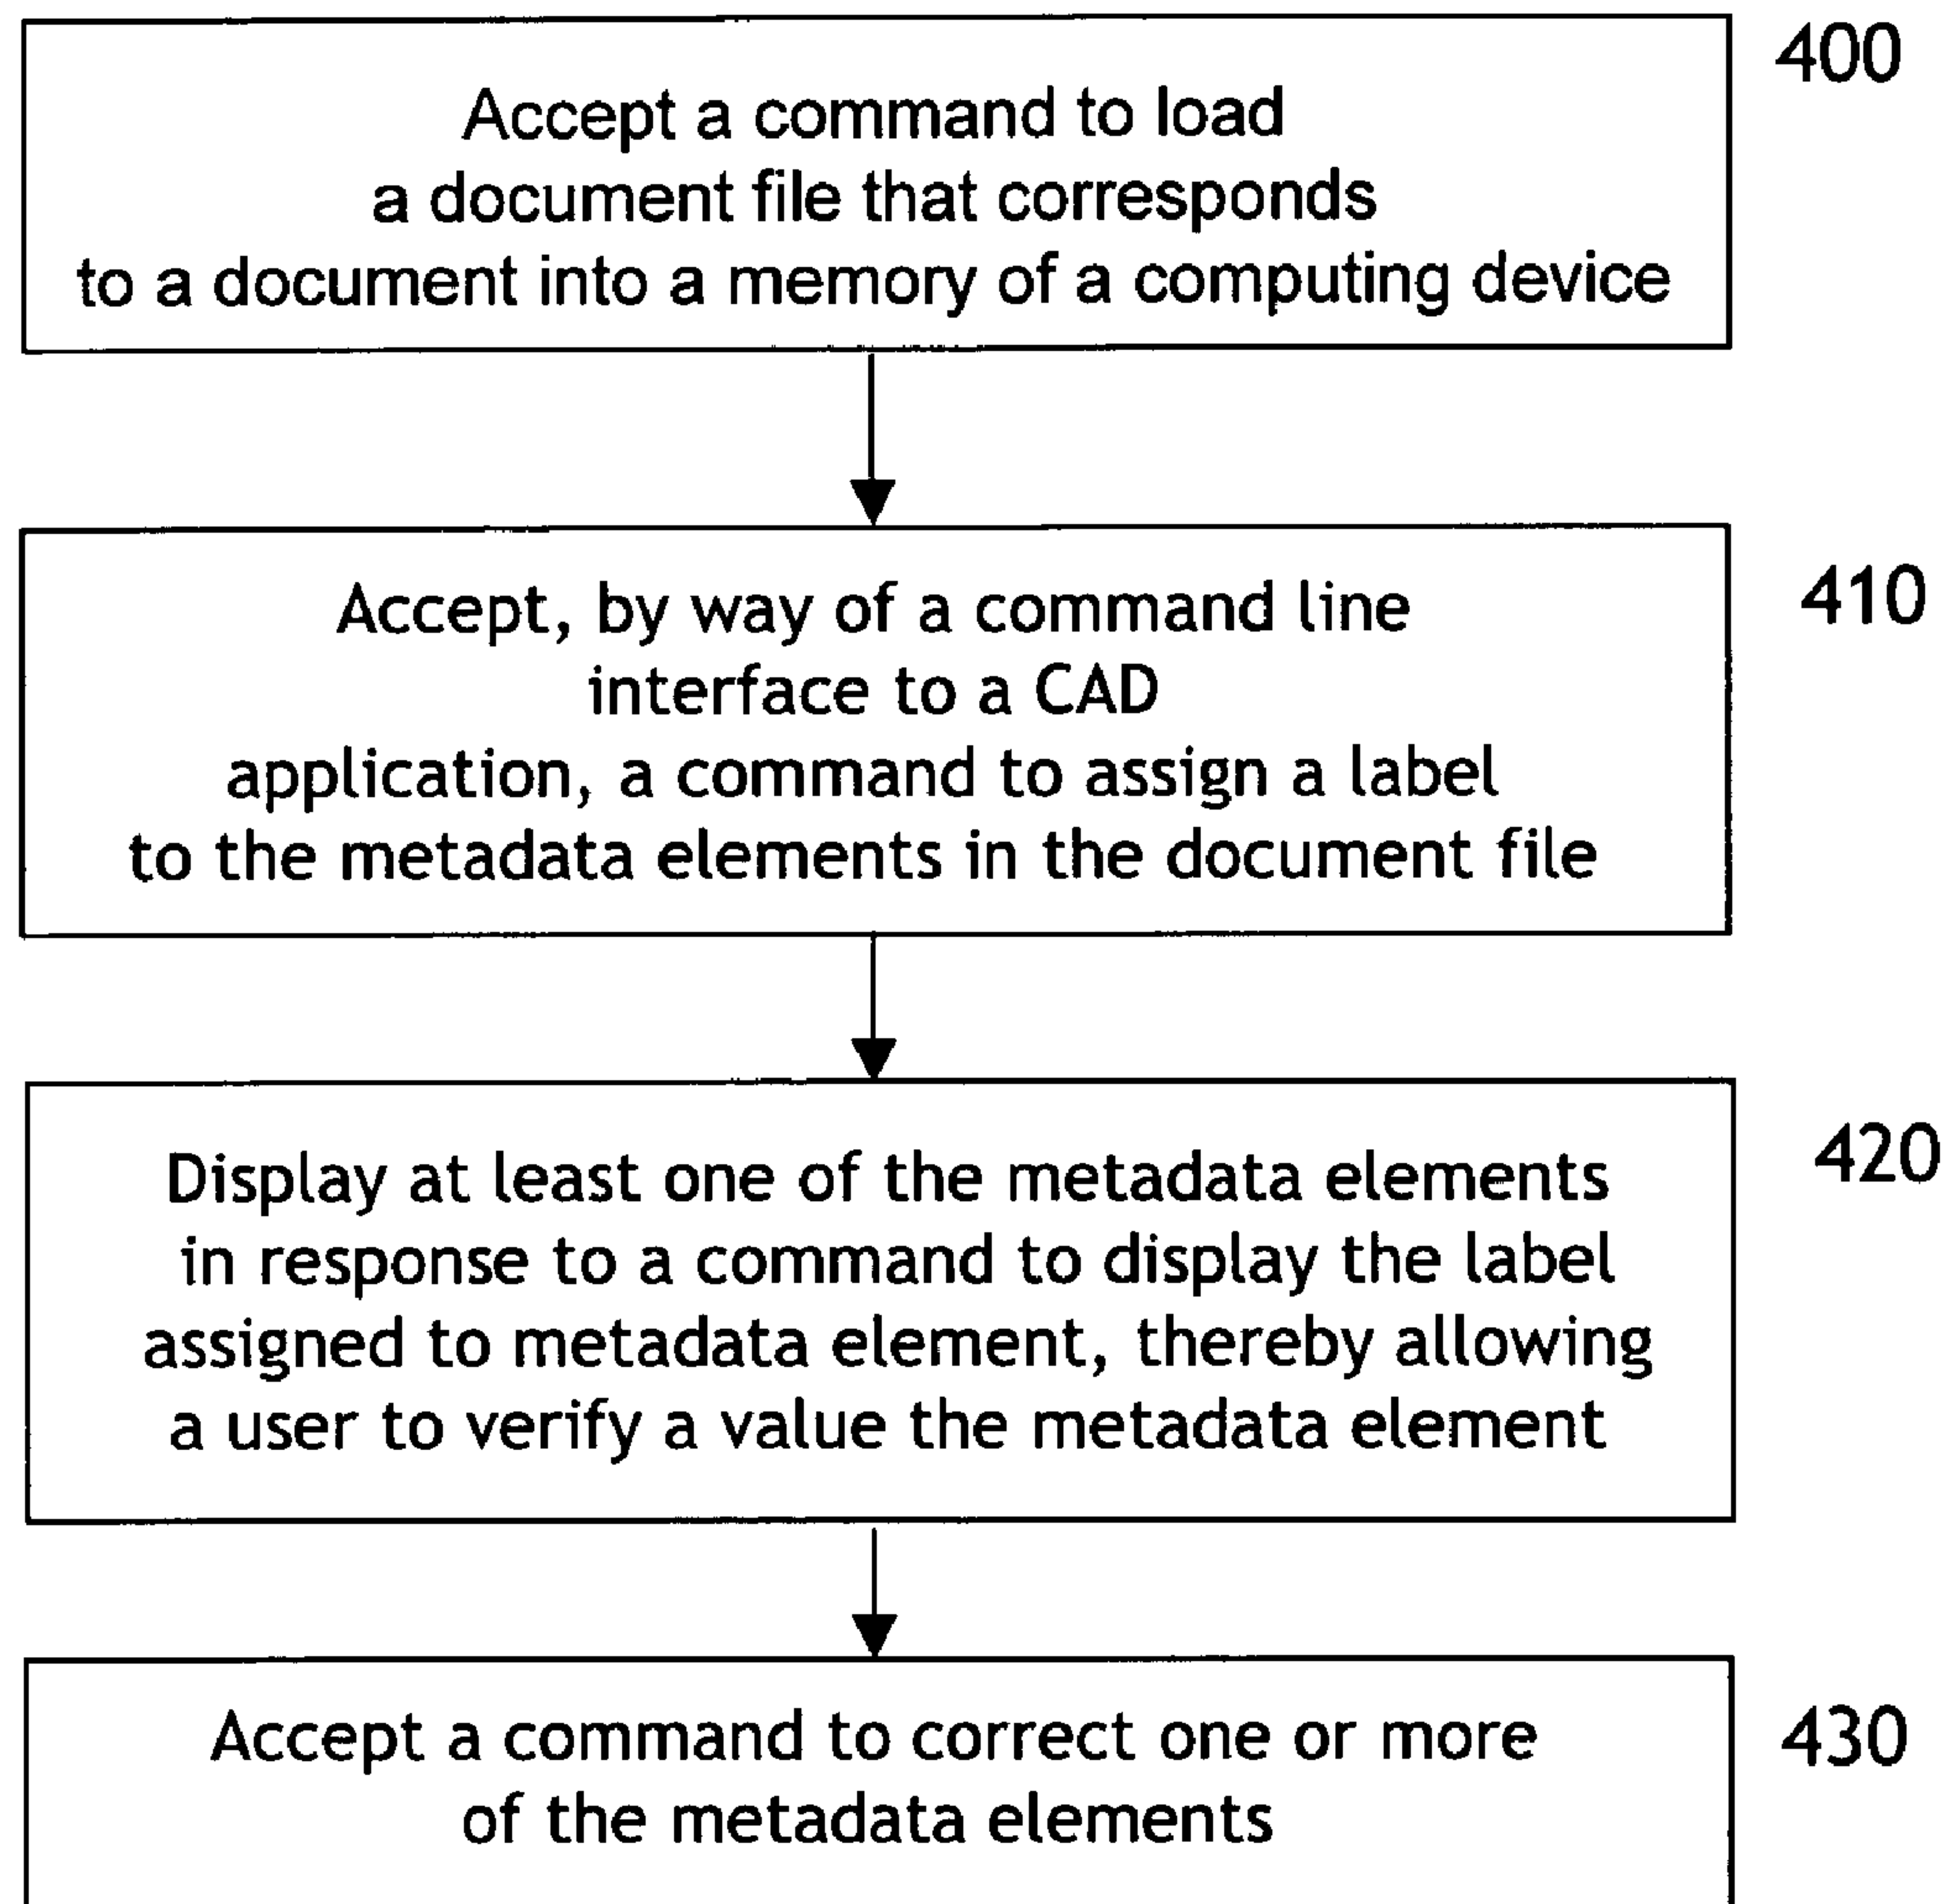 400
Accept a command to load
a document file that corresponds
to a document into a memory of a computing device
410
Accept, by way of a command line
interface to a CAD
application, a command to assign a label
to the metadata elements in the document file
420
Display at least one of the metadata elements
in response to a command to display the label
assigned to metadata element, thereby allowing
a user to verify a value the metadata element
430
Accept a command to correct one or more
of the metadata elements